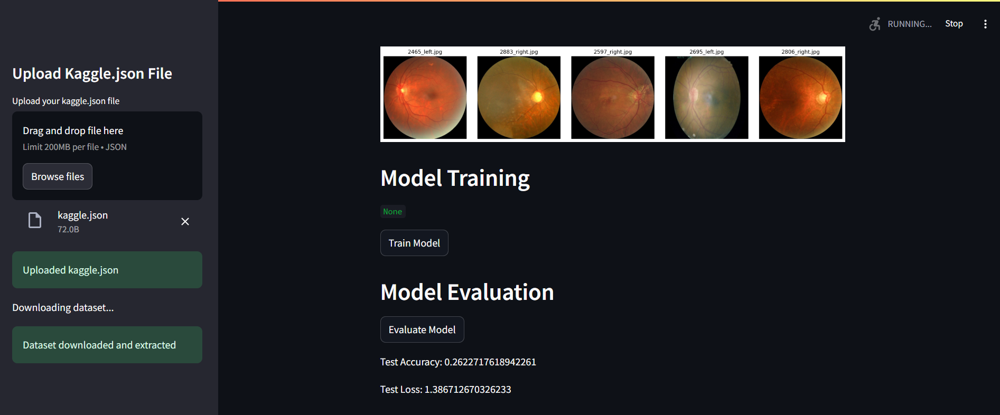 Upload Kaggle.json File
Upload your kaggle.json file
Drag and drop file here
Limit 200MB per file • JSON
Browse files
kaggle.json
72.0B
Uploaded kaggle.json
Downloading dataset...
Dataset downloaded and extracted
RUNNING...
Stop
2465_left.jpg
2883_right.jpg
2597_right.jpg
2695_left.jpg
2806_right.jpg
Model Training
None
Train Model
Model Evaluation
Evaluate Model
Test Accuracy: 0.2622717618942261
Test Loss: 1.386712670326233